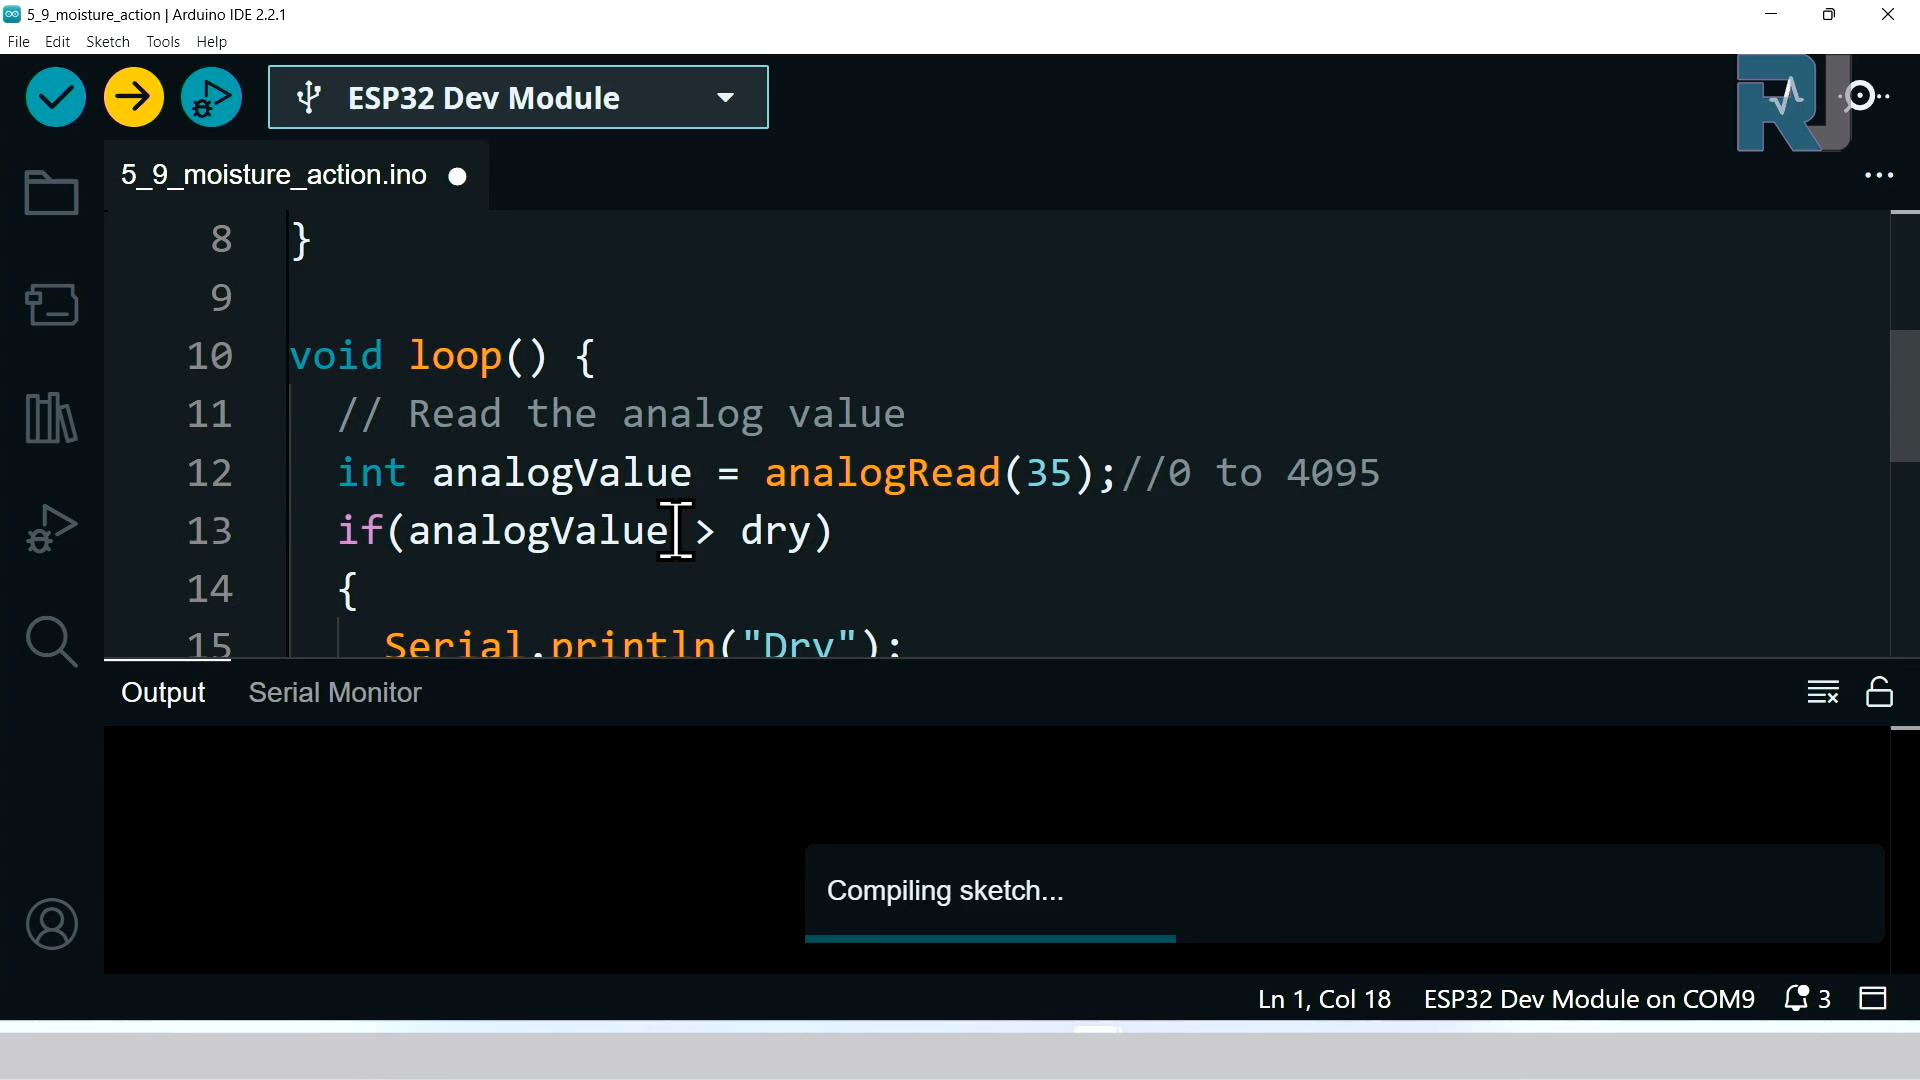 5_9_moisture_action | Arduino IDE 2.2.1
File Edit Sketch Tools Help
ESP32 Dev Module
RJ
5_9_moisture_action.ino
8 }
9
10 void loop() {
11 // Read the analog value
12 int analogValue = analogRead(35);//0 to 4095
13 if(analogValue > dry)
14 {
15 Serial.println("Dry");
Output Serial Monitor
Compiling sketch...
Ln 1, Col 18 ESP32 Dev Module on COM9 3